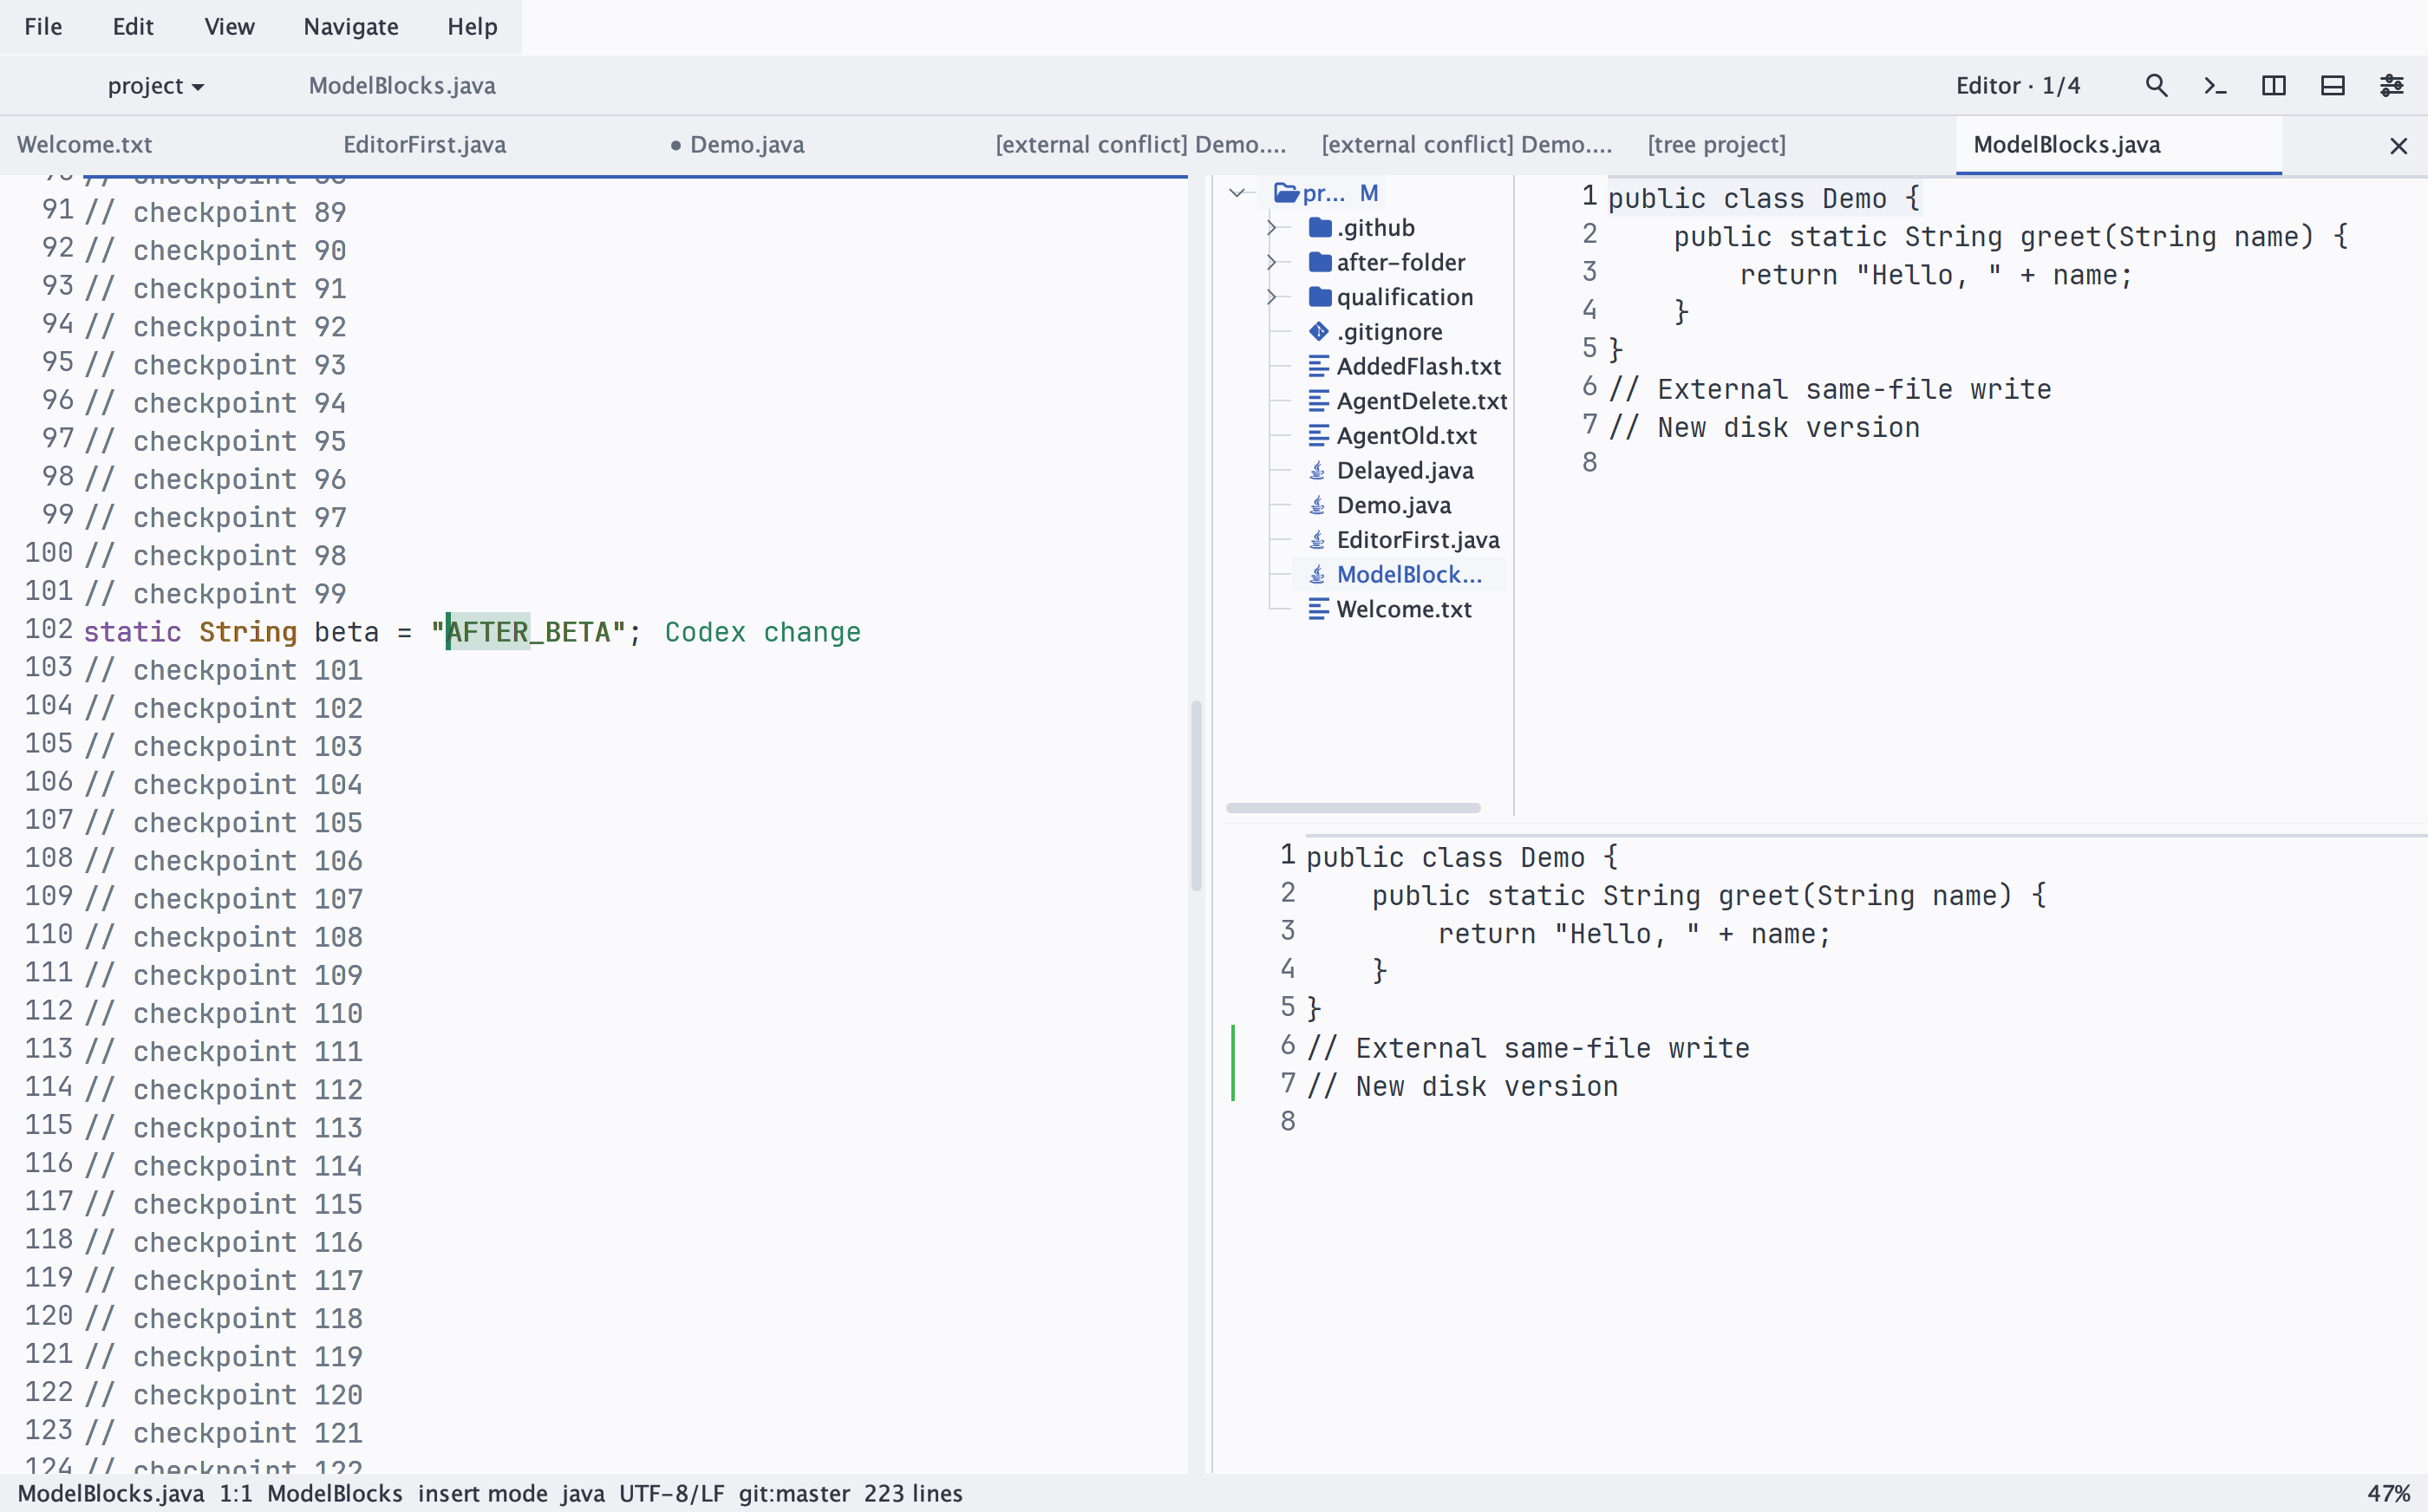 File Edit View Navigate Help
project ModelBlocks.java Editor · 1/4
Welcome.txt EditorFirst.java ● Demo.java [external conflict] Demo.... [external conflict] Demo.... [tree project] ModelBlocks.java
91 // checkpoint 89
92 // checkpoint 90
93 // checkpoint 91
94 // checkpoint 92
95 // checkpoint 93
96 // checkpoint 94
97 // checkpoint 95
98 // checkpoint 96
99 // checkpoint 97
100 // checkpoint 98
101 // checkpoint 99
102 static String beta = "AFTER_BETA"; Codex change
103 // checkpoint 101
104 // checkpoint 102
105 // checkpoint 103
106 // checkpoint 104
107 // checkpoint 105
108 // checkpoint 106
109 // checkpoint 107
110 // checkpoint 108
111 // checkpoint 109
112 // checkpoint 110
113 // checkpoint 111
114 // checkpoint 112
115 // checkpoint 113
116 // checkpoint 114
117 // checkpoint 115
118 // checkpoint 116
119 // checkpoint 117
120 // checkpoint 118
121 // checkpoint 119
122 // checkpoint 120
123 // checkpoint 121
124 // checkpoint 122
pr... M
.github
after-folder
qualification
.gitignore
AddedFlash.txt
AgentDelete.txt
AgentOld.txt
Delayed.java
Demo.java
EditorFirst.java
ModelBlock...
Welcome.txt
1 public class Demo {
2     public static String greet(String name) {
3         return "Hello, " + name;
4     }
5 }
6 // External same-file write
7 // New disk version
8
1 public class Demo {
2     public static String greet(String name) {
3         return "Hello, " + name;
4     }
5 }
6 // External same-file write
7 // New disk version
8
ModelBlocks.java 1:1 ModelBlocks insert mode java UTF-8/LF git:master 223 lines 47%